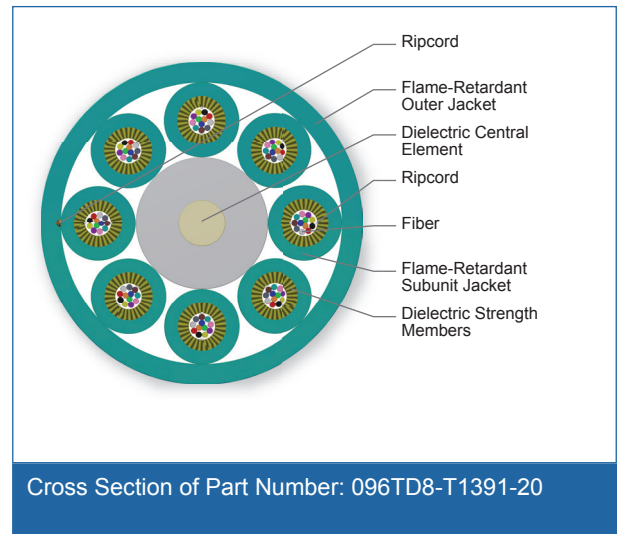 Ripcord
Flame-Retardant
Outer Jacket
Dielectric Central
Element
Ripcord
Fiber
Flame-Retardant
Subunit Jacket
Dielectric Strength
Members
Cross Section of Part Number: 096TD8-T1391-20